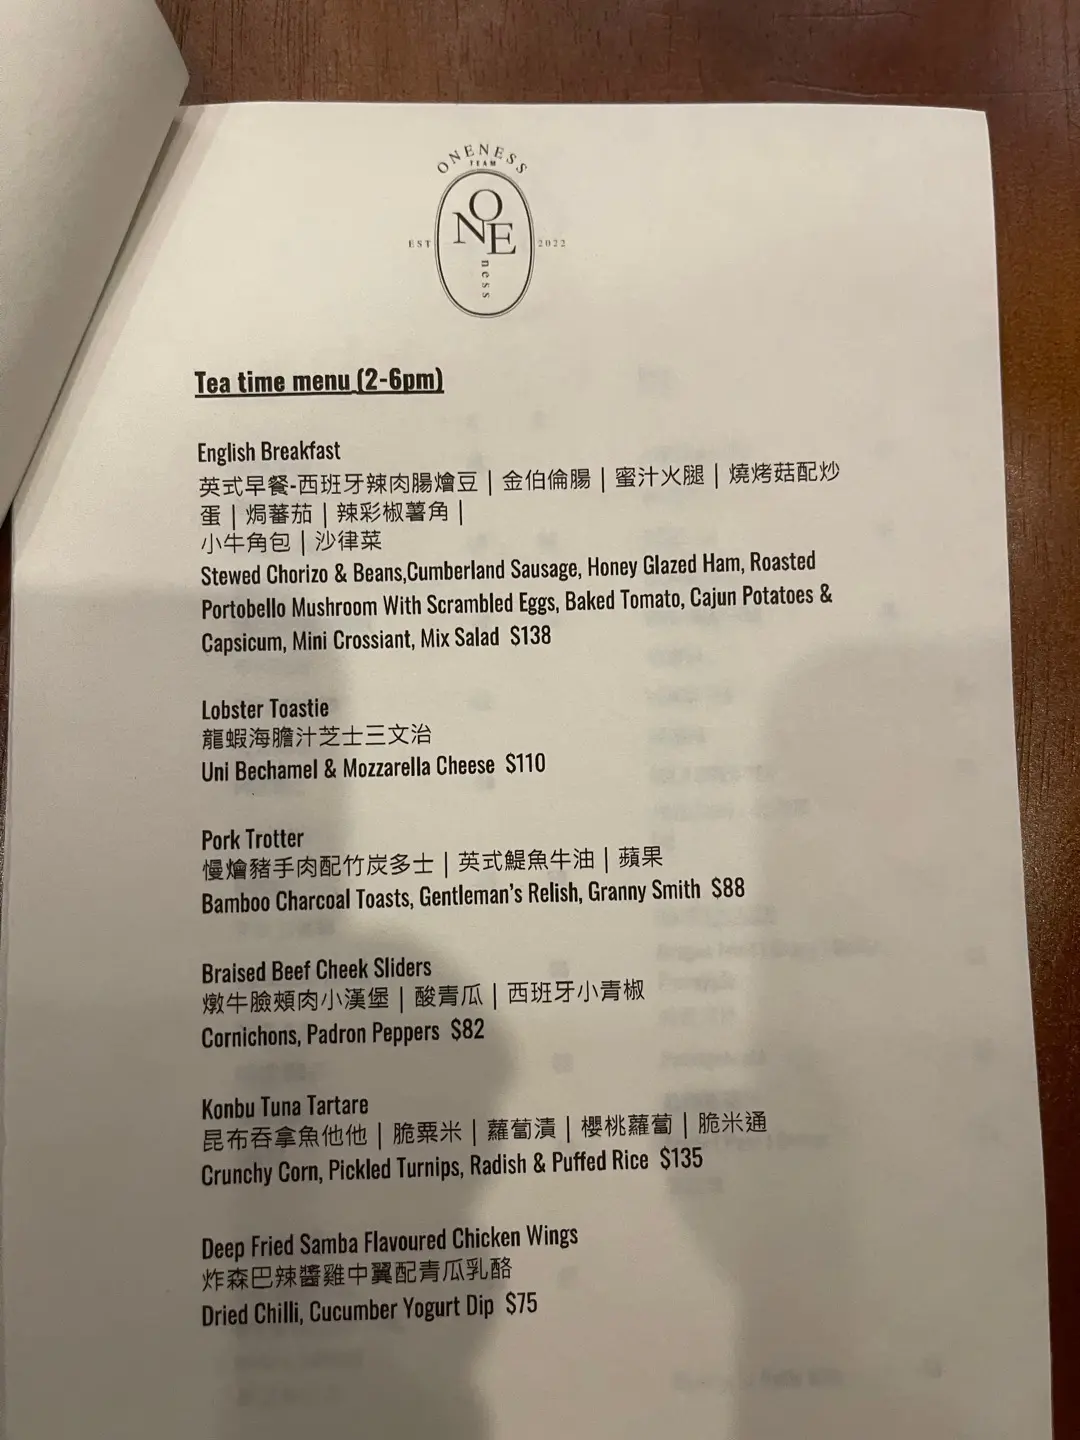 ONENESS
TEAM
ONE
ness
EST 2022
Tea time menu (2-6pm)
English Breakfast
英式早餐-西班牙辣肉腸燴豆 | 金伯倫腸 | 蜜汁火腿 | 燒烤菇配炒
蛋 | 焗蕃茄 | 辣彩椒薯角 |
小牛角包 | 沙律菜
Stewed Chorizo & Beans,Cumberland Sausage, Honey Glazed Ham, Roasted
Portobello Mushroom With Scrambled Eggs, Baked Tomato, Cajun Potatoes &
Capsicum, Mini Crossiant, Mix Salad $138
Lobster Toastie
龍蝦海膽汁芝士三文治
Uni Bechamel & Mozzarella Cheese $110
Pork Trotter
慢燴豬手肉配竹炭多士 | 英式鯷魚牛油 | 蘋果
Bamboo Charcoal Toasts, Gentleman's Relish, Granny Smith $88
Braised Beef Cheek Sliders
燉牛臉頰肉小漢堡 | 酸青瓜 | 西班牙小青椒
Cornichons, Padron Peppers $82
Konbu Tuna Tartare
昆布吞拿魚他他 | 脆粟米 | 蘿蔔漬 | 櫻桃蘿蔔 | 脆米通
Crunchy Corn, Pickled Turnips, Radish & Puffed Rice $135
Deep Fried Samba Flavoured Chicken Wings
炸森巴辣醬雞中翼配青瓜乳酪
Dried Chilli, Cucumber Yogurt Dip $75